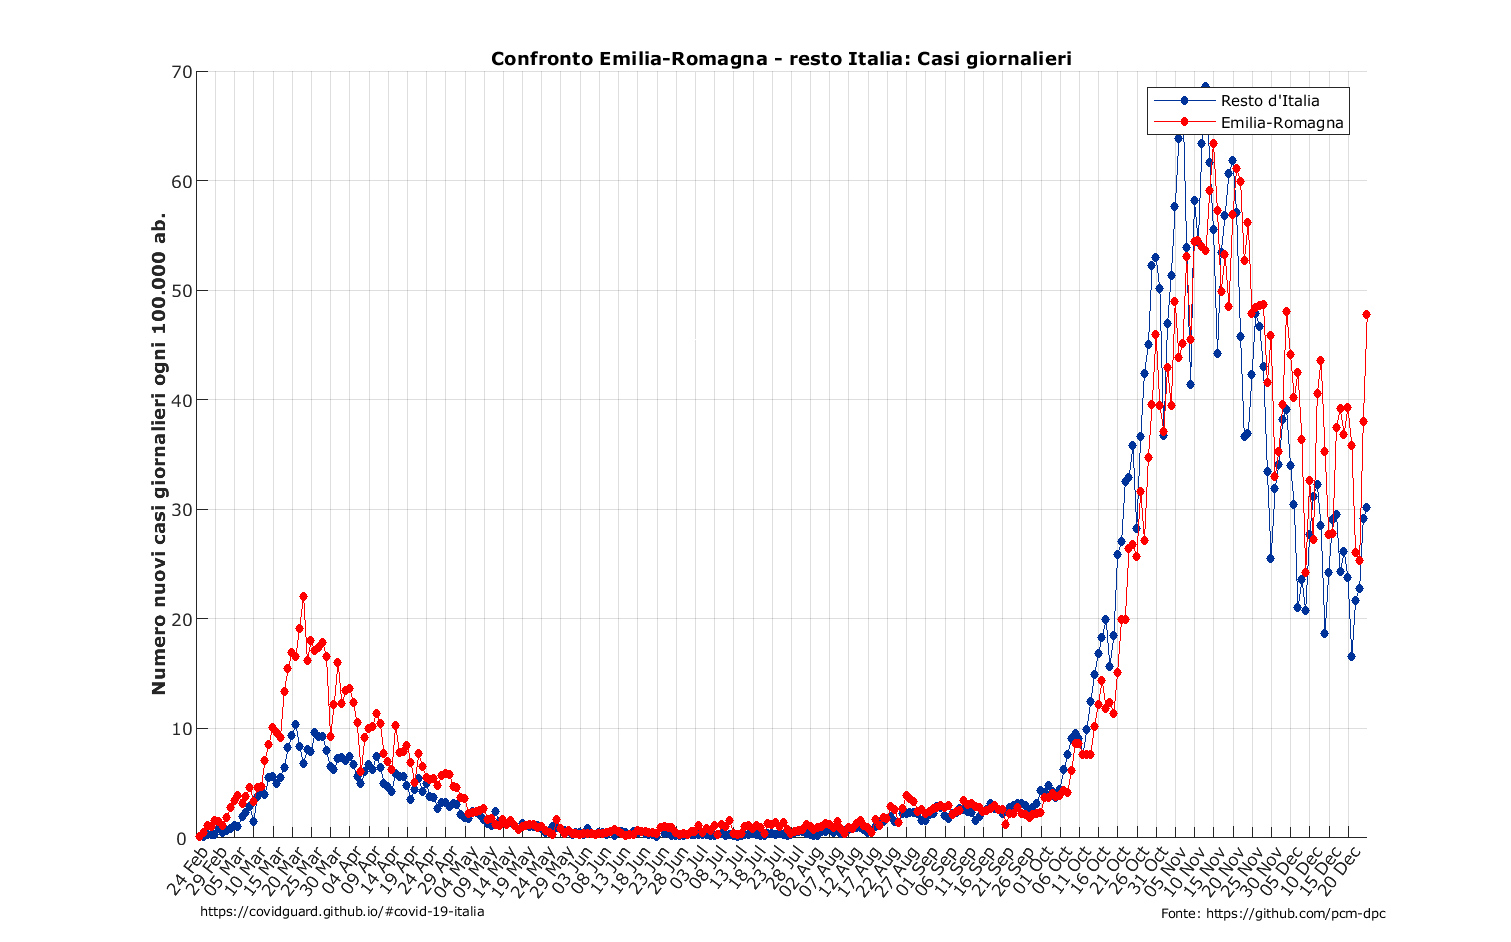 Confronto Emilia-Romagna - resto Italia: Casi giornalieri
Numero nuovi casi giornalieri ogni 100.000 ab.
70
60
50
40
30
20
10
0
Resto d'Italia
Emilia-Romagna
24 Feb
29 Feb
05 Mar
10 Mar
15 Mar
20 Mar
25 Mar
30 Mar
04 Apr
09 Apr
14 Apr
19 Apr
24 Apr
29 Apr
04 May
09 May
14 May
19 May
24 May
29 May
03 Jun
08 Jun
13 Jun
18 Jun
23 Jun
28 Jun
03 Jul
08 Jul
13 Jul
18 Jul
23 Jul
28 Jul
02 Aug
07 Aug
12 Aug
17 Aug
22 Aug
27 Aug
01 Sep
06 Sep
11 Sep
16 Sep
21 Sep
26 Sep
01 Oct
06 Oct
11 Oct
16 Oct
21 Oct
26 Oct
31 Oct
05 Nov
10 Nov
15 Nov
20 Nov
25 Nov
30 Nov
05 Dec
10 Dec
15 Dec
20 Dec
https://covidguard.github.io/#covid-19-italia
Fonte: https://github.com/pcm-dpc